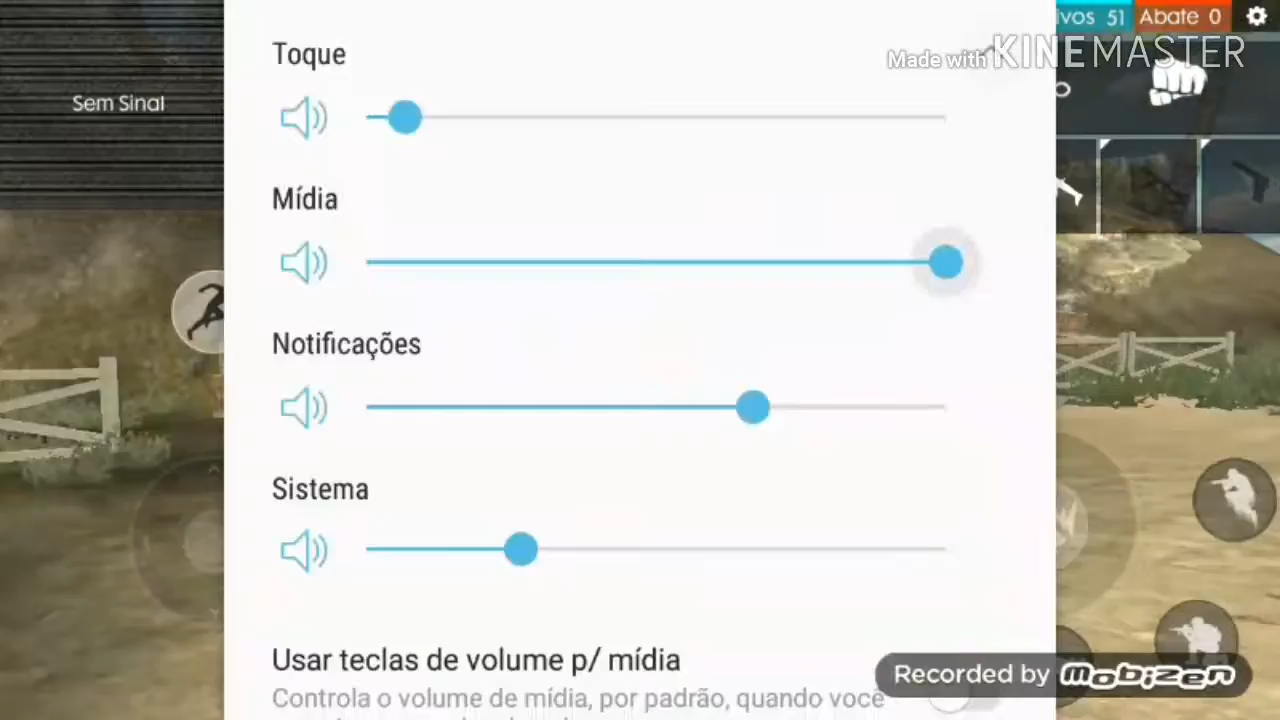 ivos 51 Abate 0
Toque
Made with KINEMASTER
Sem Sinal
Mídia
Notificações
Sistema
Usar teclas de volume p/ mídia
Recorded by Mobizen
Controla o volume de mídia, por padrão, quando você